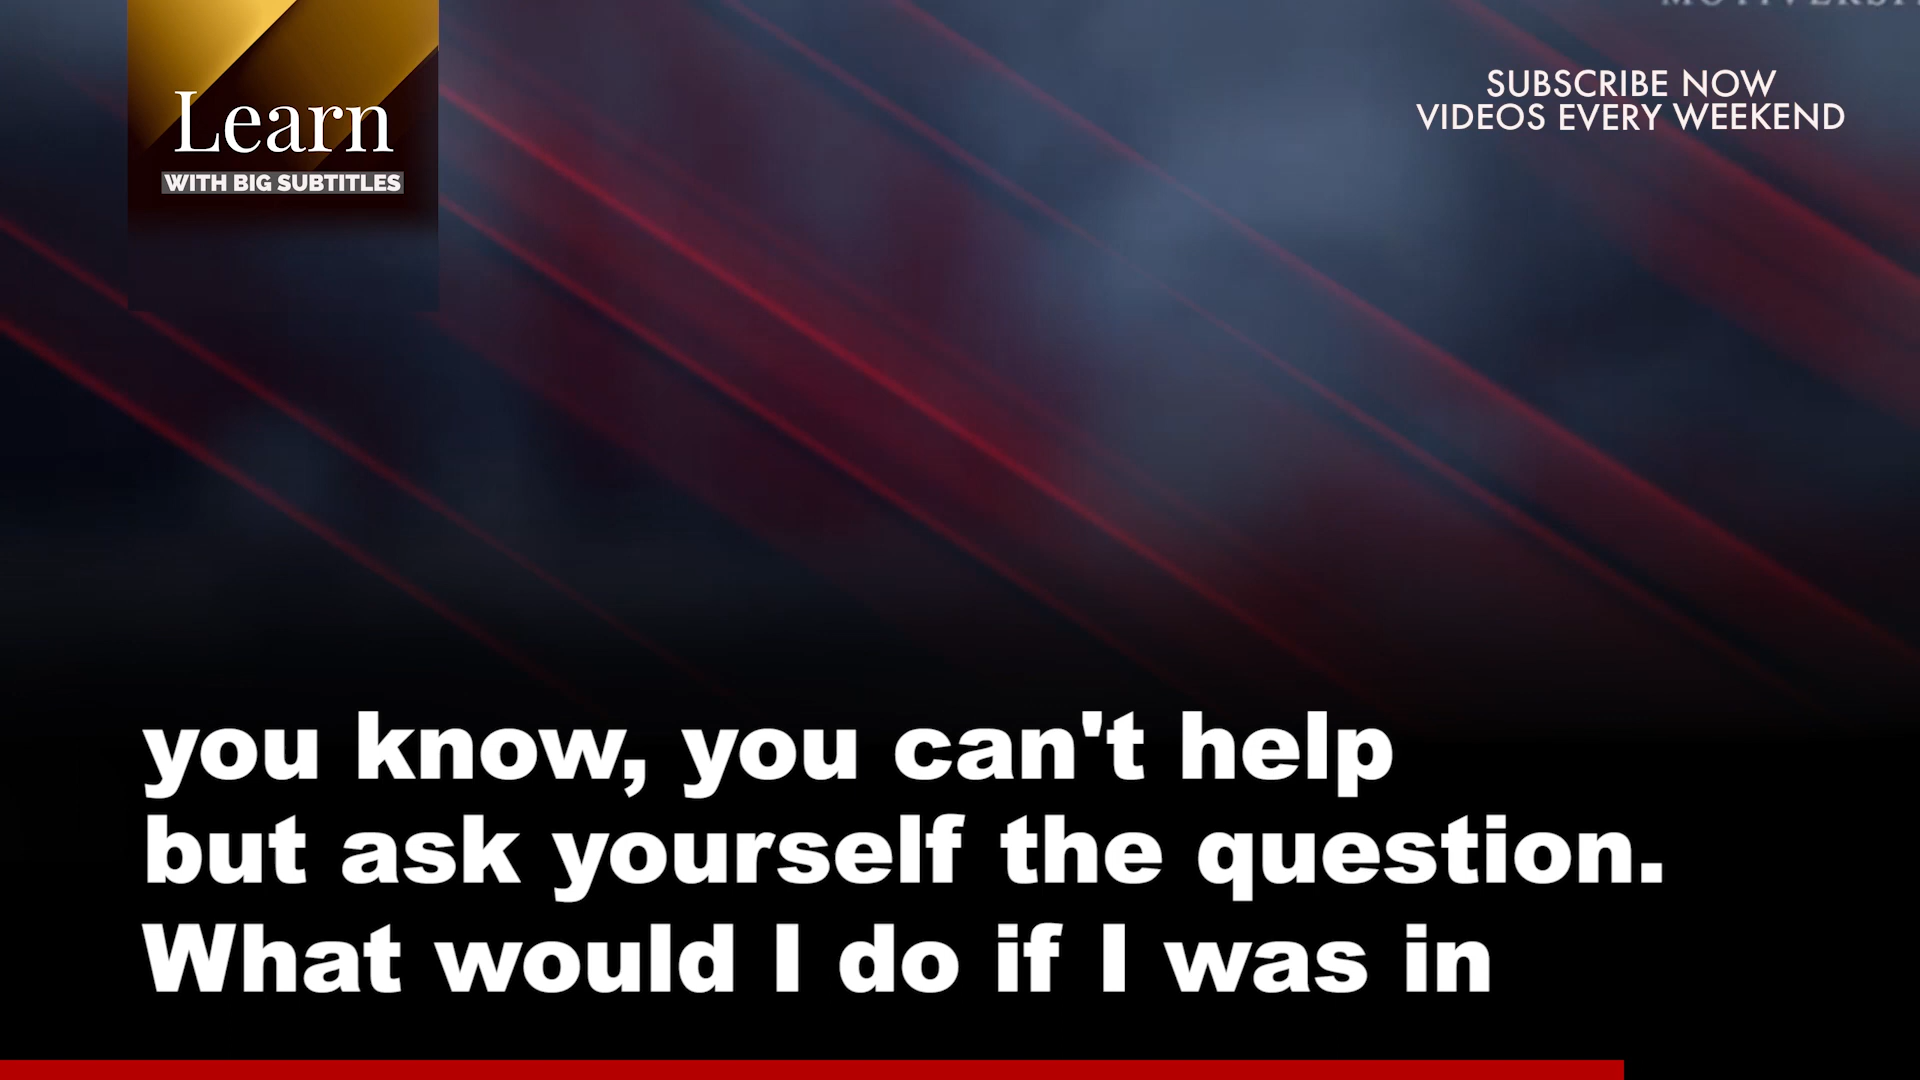 Learn
WITH BIG SUBTITLES
SUBSCRIBE NOW
VIDEOS EVERY WEEKEND
you know, you can't help
but ask yourself the question.
What would I do if I was in